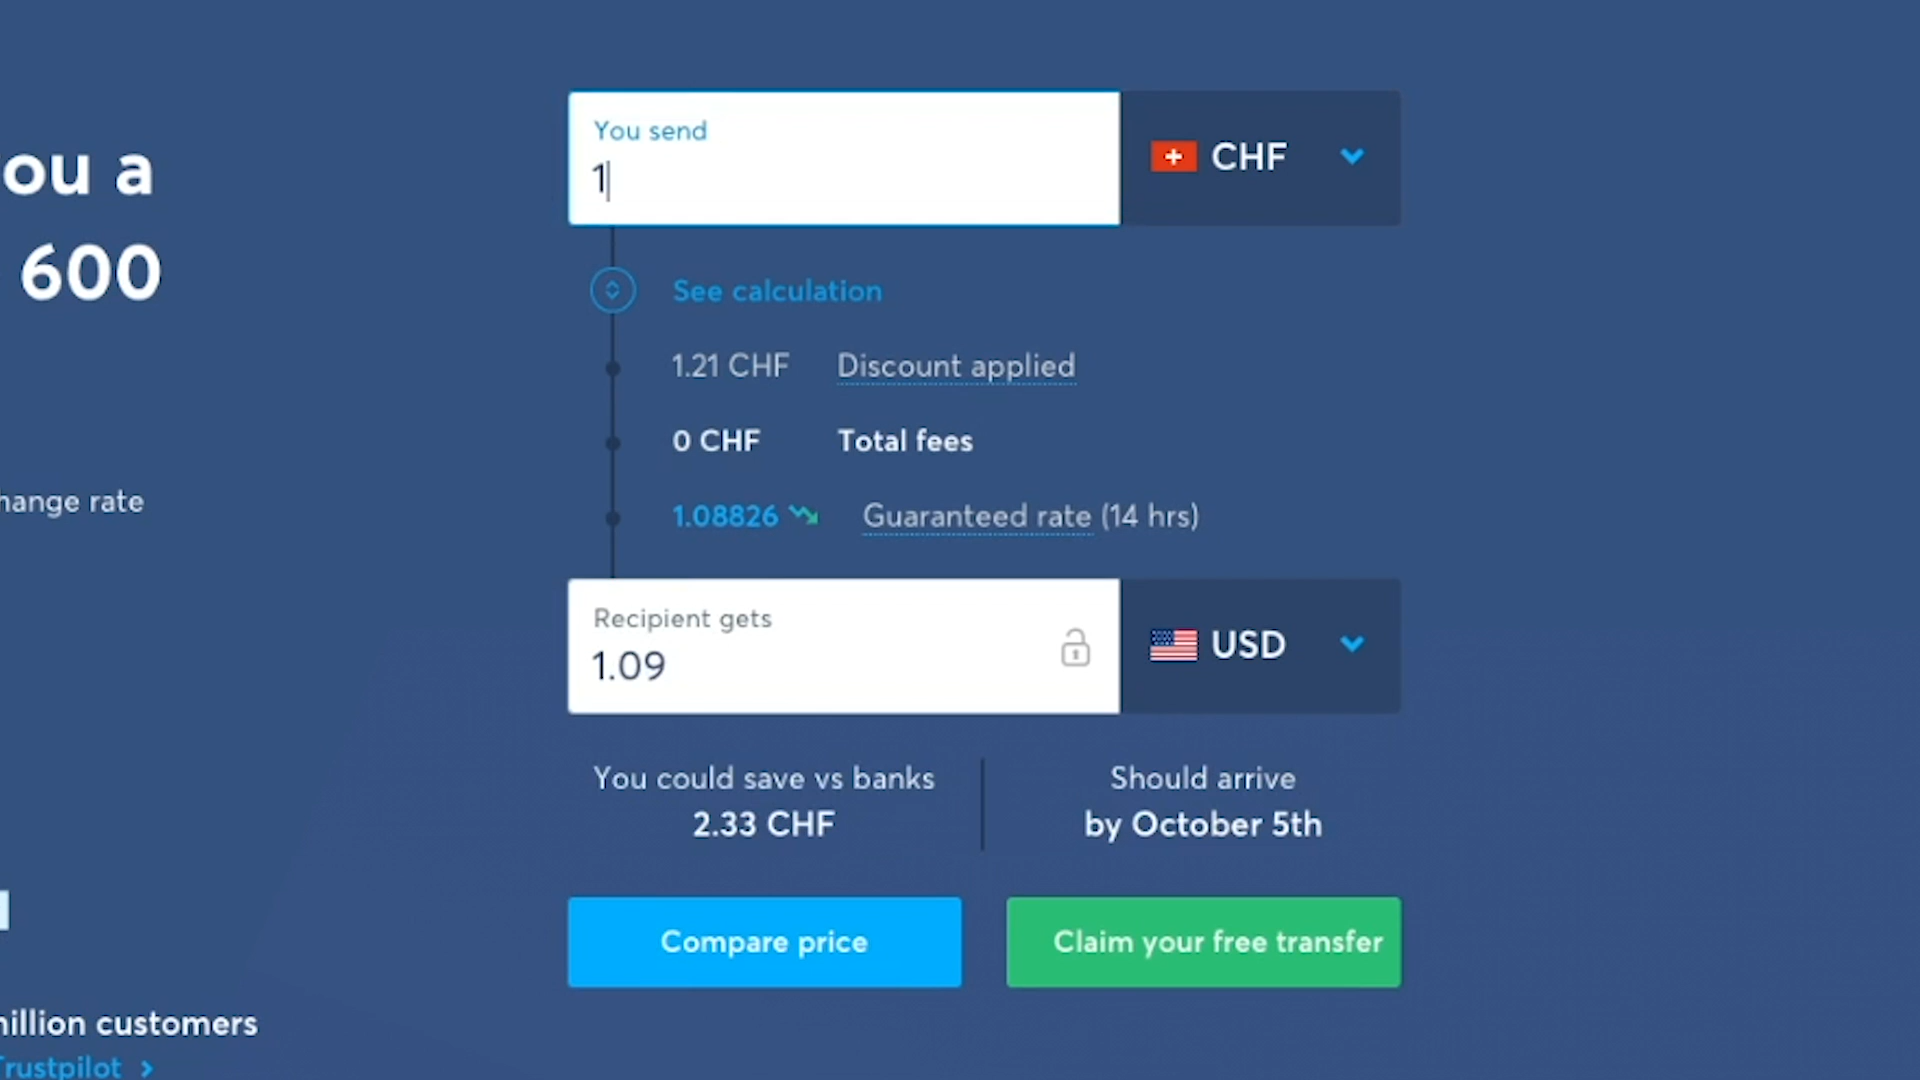 ou a
600
hange rate
illion customers
Trustpilot >
You send
1
CHF
See calculation
1.21 CHF Discount applied
0 CHF Total fees
1.08826 Guaranteed rate (14 hrs)
Recipient gets
1.09
USD
You could save vs banks
2.33 CHF
Should arrive
by October 5th
Compare price
Claim your free transfer